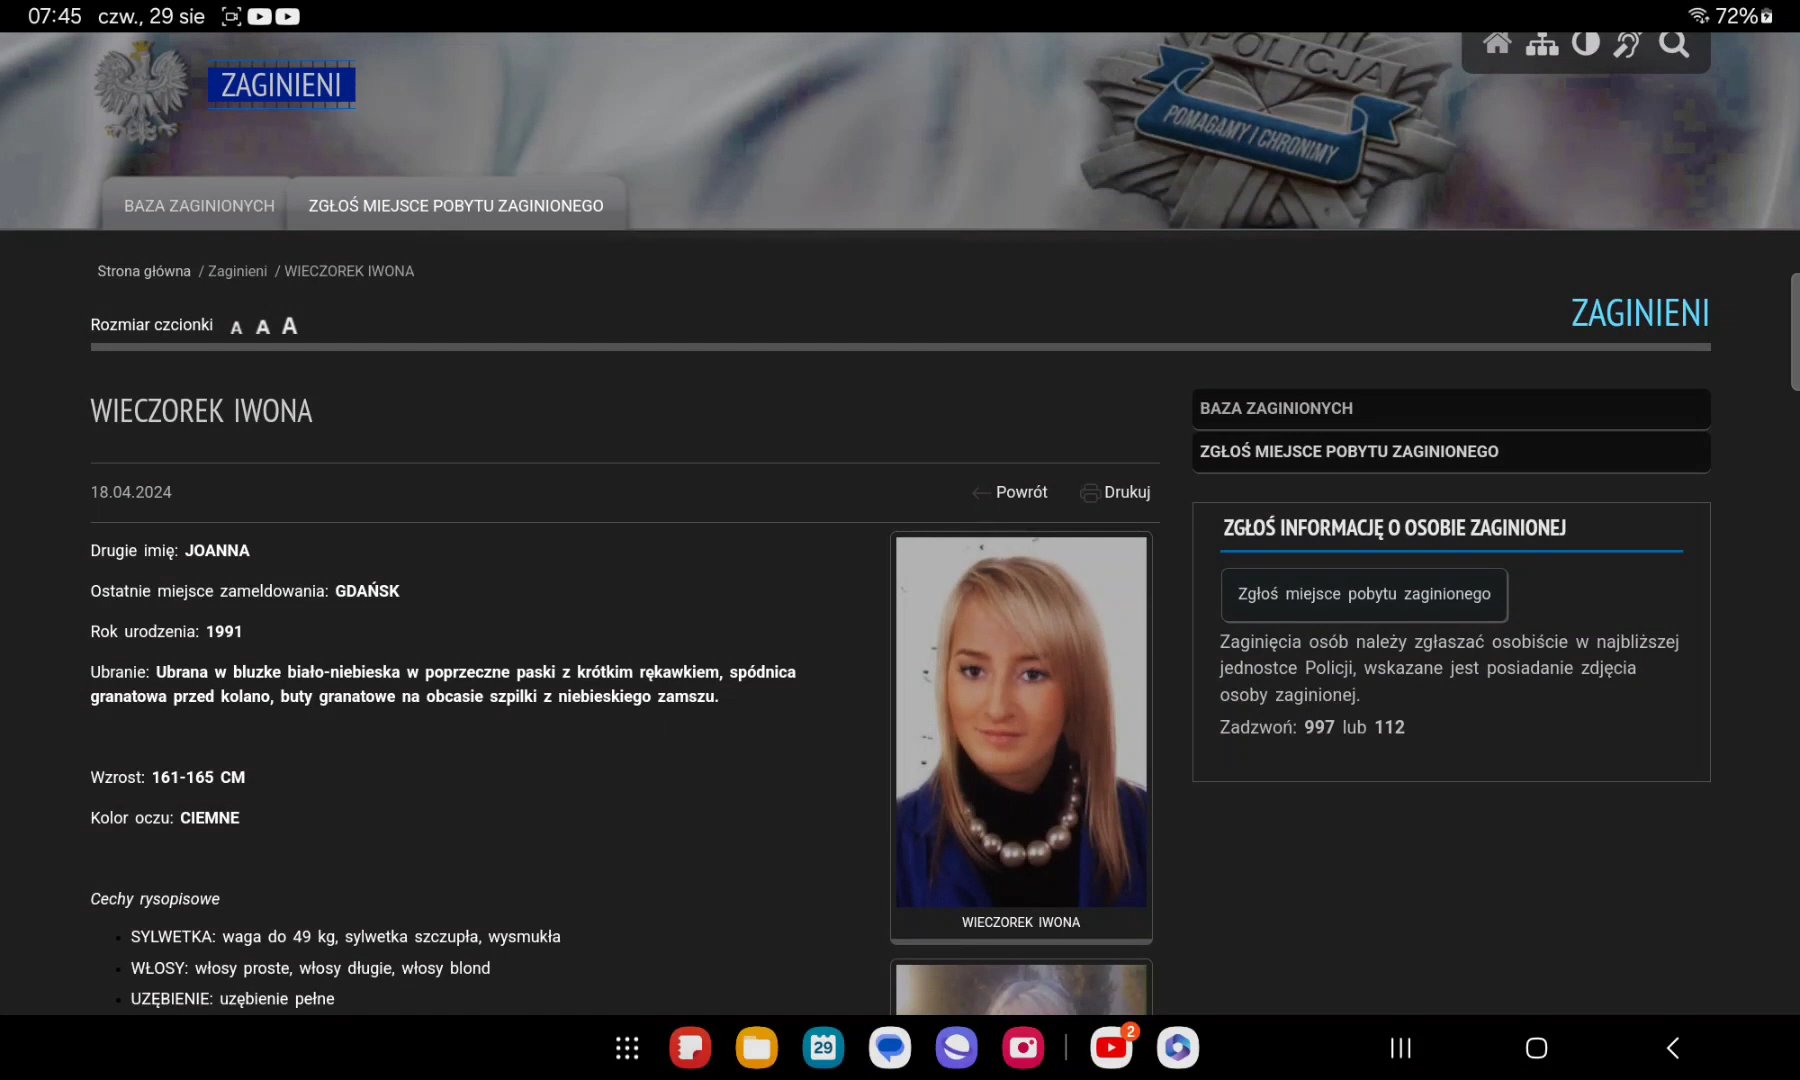 07:45 czw., 29 sie 72%
ZAGINIENI
POLICJA
POMAGAMY I CHRONIMY
BAZA ZAGINIONYCH ZGŁOŚ MIEJSCE POBYTU ZAGINIONEGO
Strona główna / Zaginieni / WIECZOREK IWONA
Rozmiar czcionki A A A
ZAGINIENI
WIECZOREK IWONA
18.04.2024 Powrót Drukuj
Drugie imię: JOANNA
Ostatnie miejsce zameldowania: GDAŃSK
Rok urodzenia: 1991
Ubranie: Ubrana w bluzke biało-niebieska w poprzeczne paski z krótkim rękawkiem, spódnica
granatowa przed kolano, buty granatowe na obcasie szpilki z niebieskiego zamszu.
Wzrost: 161-165 CM
Kolor oczu: CIEMNE
Cechy rysopisowe
SYLWETKA: waga do 49 kg, sylwetka szczupła, wysmukła
WŁOSY: włosy proste, włosy długie, włosy blond
UZĘBIENIE: uzębienie pełne
WIECZOREK IWONA
BAZA ZAGINIONYCH
ZGŁOŚ MIEJSCE POBYTU ZAGINIONEGO
ZGŁOŚ INFORMACJĘ O OSOBIE ZAGINIONEJ
Zgłoś miejsce pobytu zaginionego
Zaginięcia osób należy zgłaszać osobiście w najbliższej
jednostce Policji, wskazane jest posiadanie zdjęcia
osoby zaginionej.
Zadzwoń: 997 lub 112
29
2